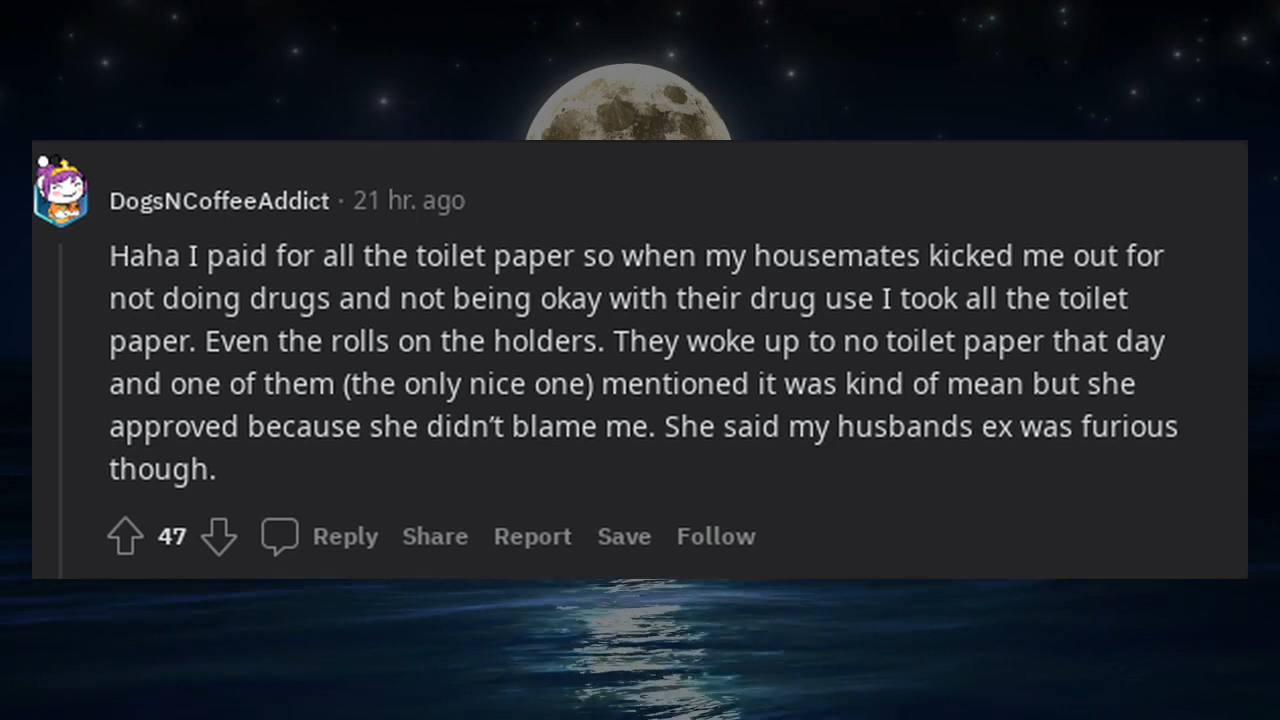 DogsNCoffeeAddict · 21 hr. ago
Haha I paid for all the toilet paper so when my housemates kicked me out for
not doing drugs and not being okay with their drug use I took all the toilet
paper. Even the rolls on the holders. They woke up to no toilet paper that day
and one of them (the only nice one) mentioned it was kind of mean but she
approved because she didn’t blame me. She said my husbands ex was furious
though.
47 Reply Share Report Save Follow